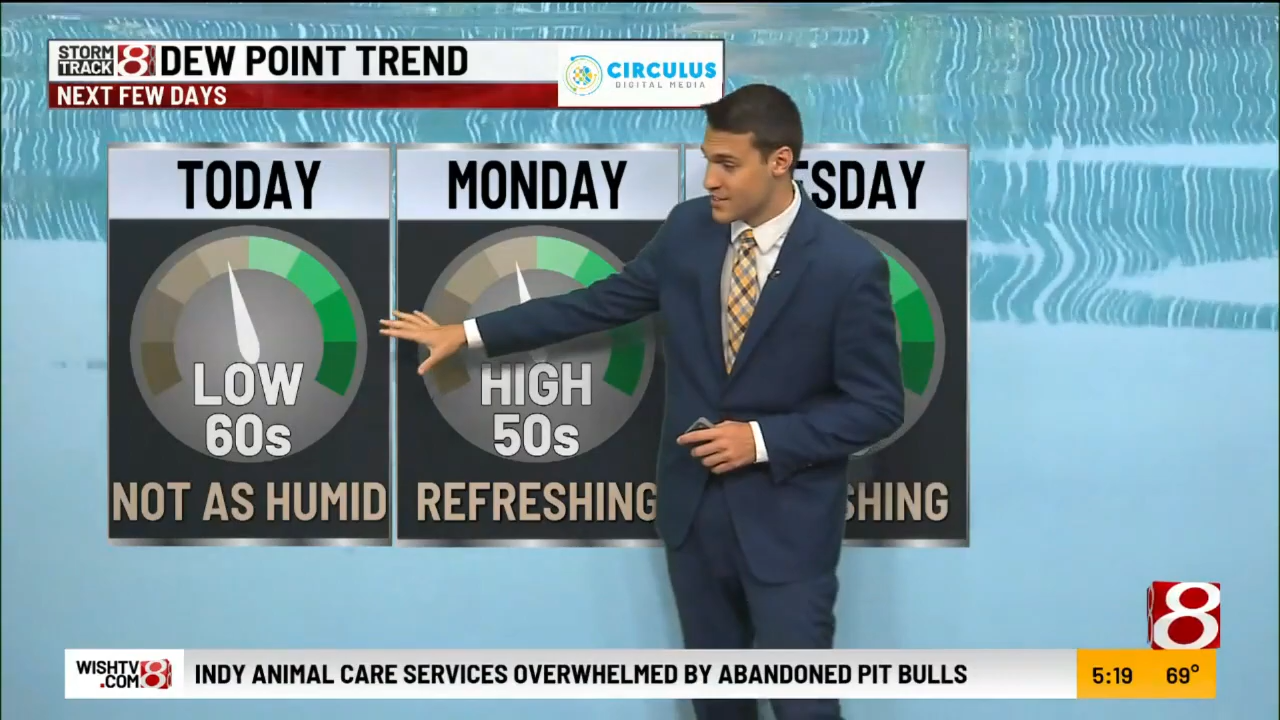 STORM TRACK 8 DEW POINT TREND
NEXT FEW DAYS
CIRCULUS
DIGITAL MEDIA
TODAY
LOW
60s
NOT AS HUMID
MONDAY
HIGH
50s
REFRESHING
ESDAY
SHING
8
WISHTV.COM 8
INDY ANIMAL CARE SERVICES OVERWHELMED BY ABANDONED PIT BULLS
5:19 69°